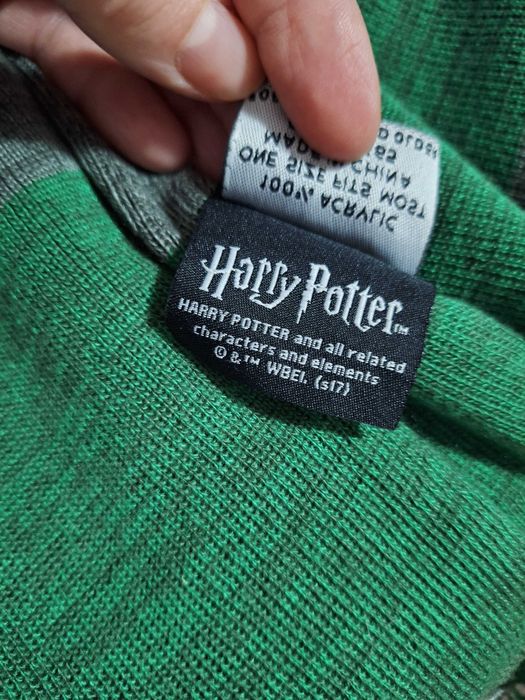 100% ACRYLIC
ONE SIZE FITS MOST
MADE IN CHINA
Harry Potter™
HARRY POTTER and all related
characters and elements
© & ™ WBEI. (s17)